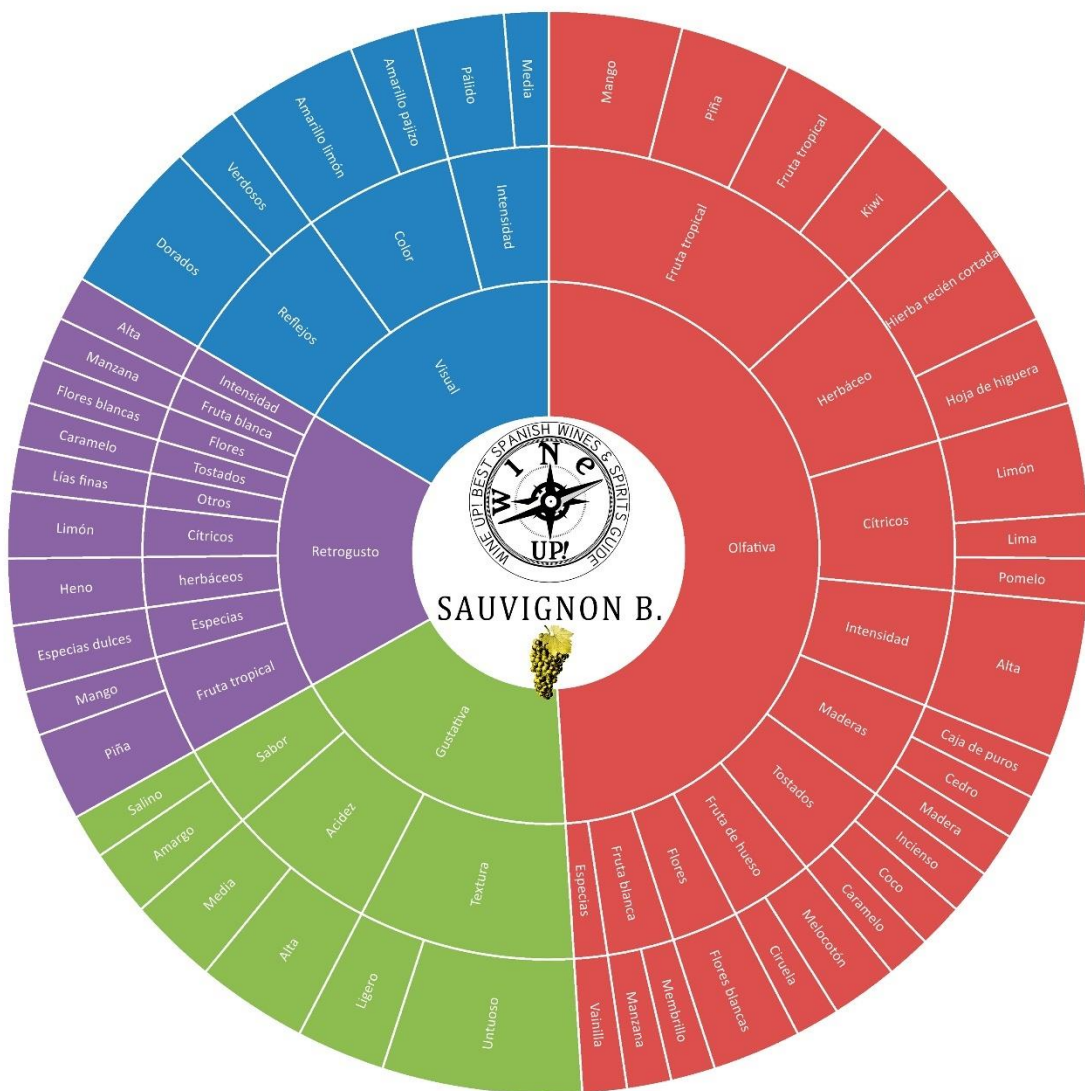 WINE UP! BEST SPANISH WINES & SPIRITS GUIDE
WINe
UP!
SAUVIGNON B.
Olfativa
Fruta tropical
Mango
Piña
Fruta tropical
Kiwi
Herbáceo
Hierba recién cortada
Hoja de higuera
Cítricos
Limón
Lima
Pomelo
Intensidad
Alta
Maderas
Caja de puros
Cedro
Madera
Tostados
Incienso
Coco
Caramelo
Fruta de hueso
Melocotón
Ciruela
Flores
Flores blancas
Fruta blanca
Membrillo
Manzana
Especias
Vainilla
Gustativa
Textura
Untuoso
Ligero
Acidez
Alta
Media
Sabor
Amargo
Salino
Retrogusto
Fruta tropical
Piña
Mango
Especias
Especias dulces
herbáceos
Heno
Cítricos
Limón
Otros
Lías finas
Tostados
Caramelo
Flores
Flores blancas
Fruta blanca
Manzana
Intensidad
Alta
Visual
Reflejos
Dorados
Verdosos
Color
Amarillo limón
Amarillo pajizo
Intensidad
Pálido
Media